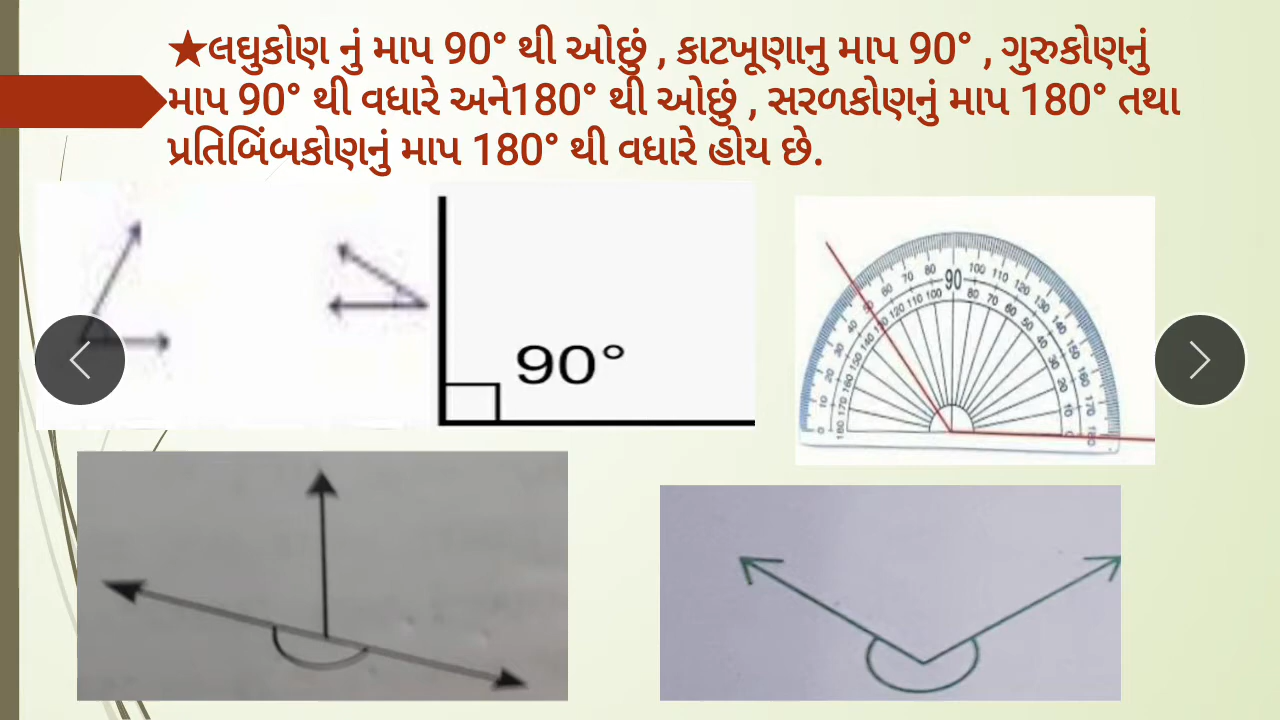 ★લઘુકોણ નું માપ 90° થી ઓછું , કાટખૂણાનુ માપ 90° , ગુરુકોણનું
માપ 90° થી વધારે અને180° થી ઓછું , સરળકોણનું માપ 180° તથા
પ્રતિબિંબકોણનું માપ 180° થી વધારે હોય છે.
90°
90